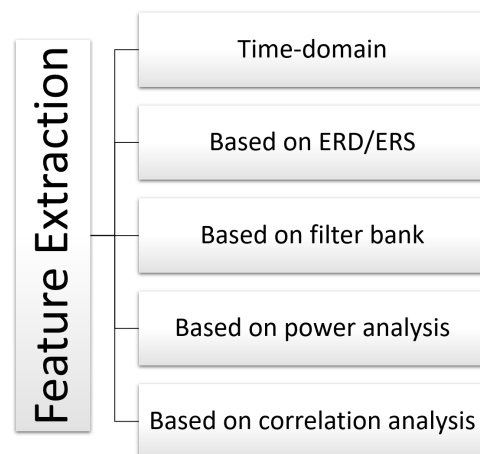 Feature Extraction
Time-domain
Based on ERD/ERS
Based on filter bank
Based on power analysis
Based on correlation analysis